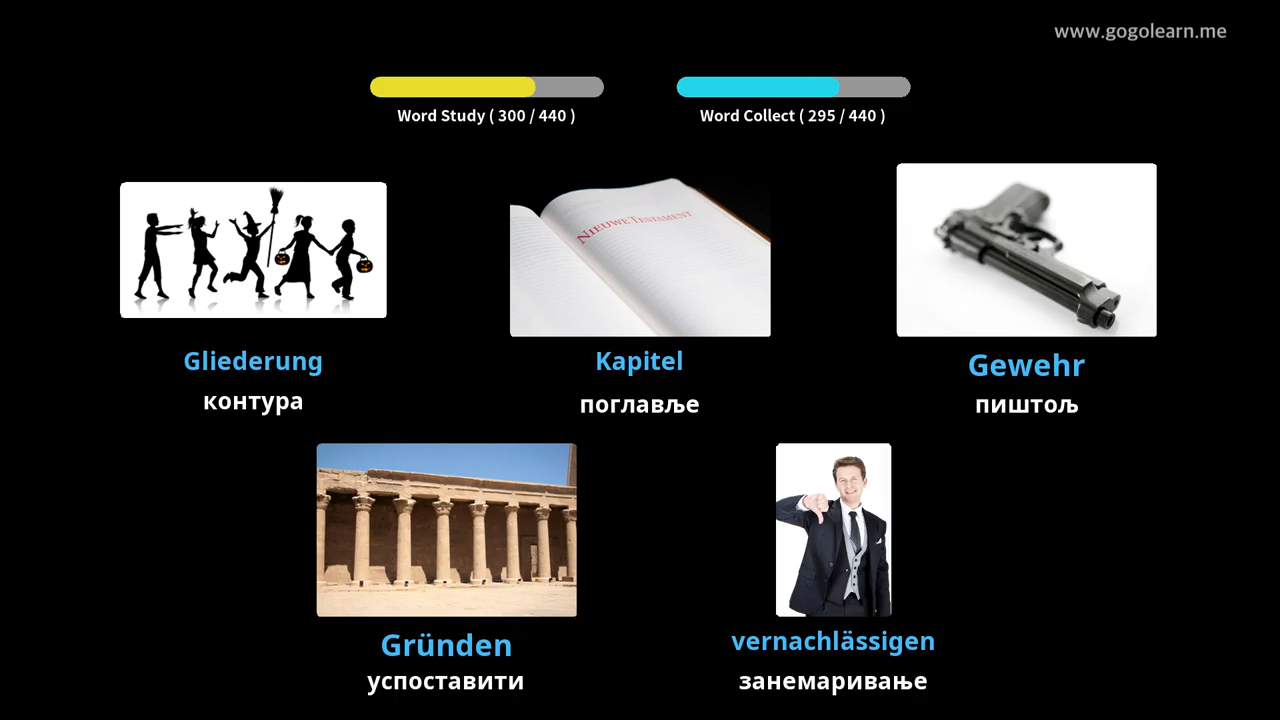 www.gogolearn.me
Word Study ( 300 / 440 )
Word Collect ( 295 / 440 )
NIEUWE TESTAMENT
Gliederung
контура
Kapitel
поглавље
Gewehr
пиштољ
Gründen
успоставити
vernachlässigen
занемаривање